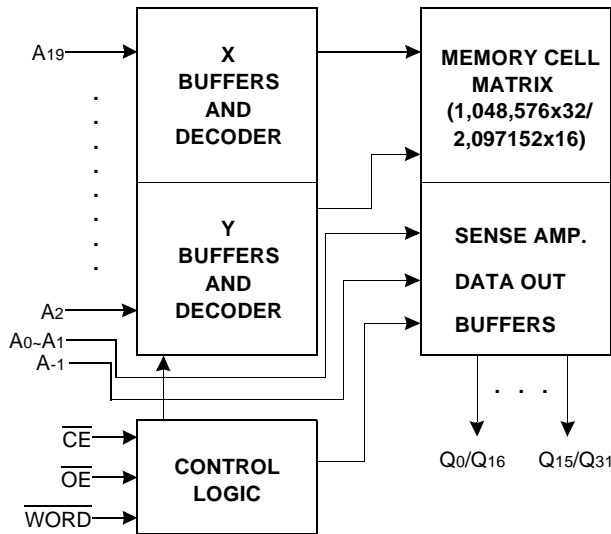 A19
X
BUFFERS
AND
DECODER
MEMORY CELL
MATRIX
(1,048,576x32/
2,097152x16)
Y
BUFFERS
AND
DECODER
SENSE AMP.
DATA OUT
BUFFERS
A2
A0~A1
A-1
CE
OE
WORD
CONTROL
LOGIC
Q0/Q16
Q15/Q31